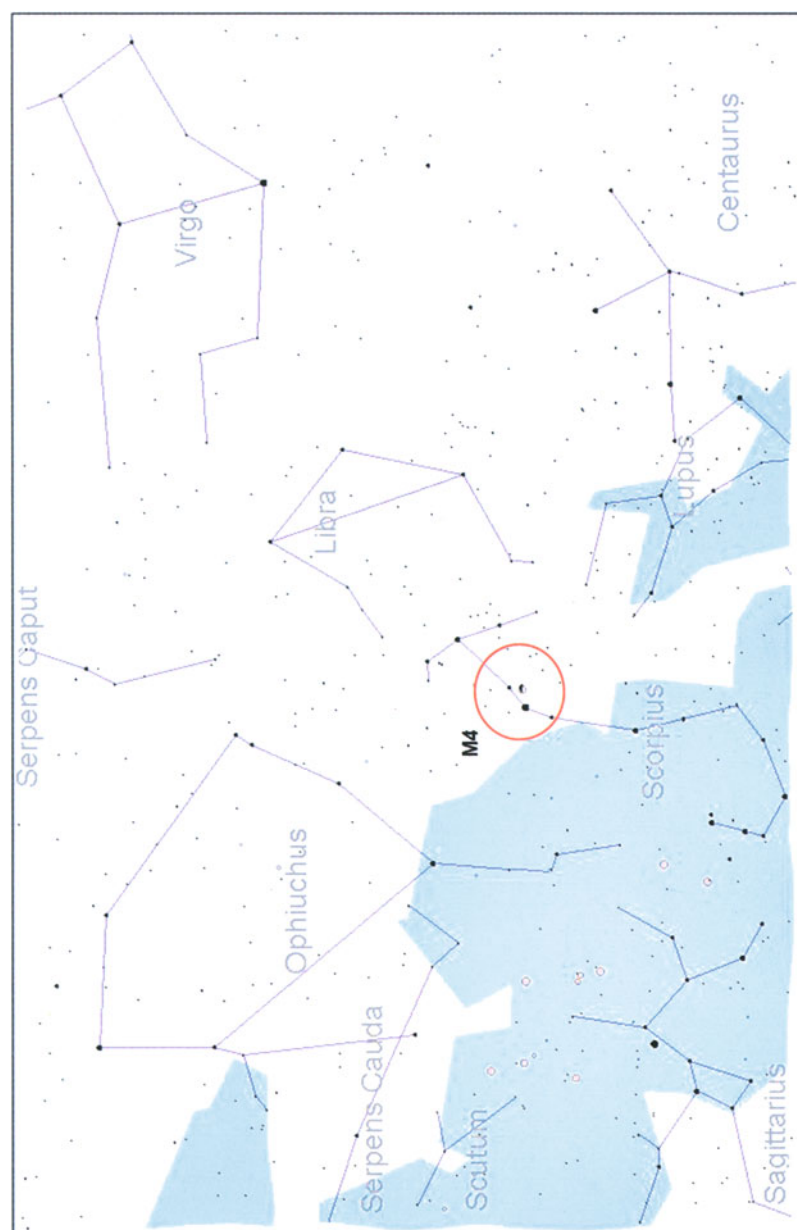 Virgo
Centaurus
Libra
Lupus
Serpens Caput
M4
Scorpius
Ophiuchus
Serpens Cauda
Scutum
Sagittarius